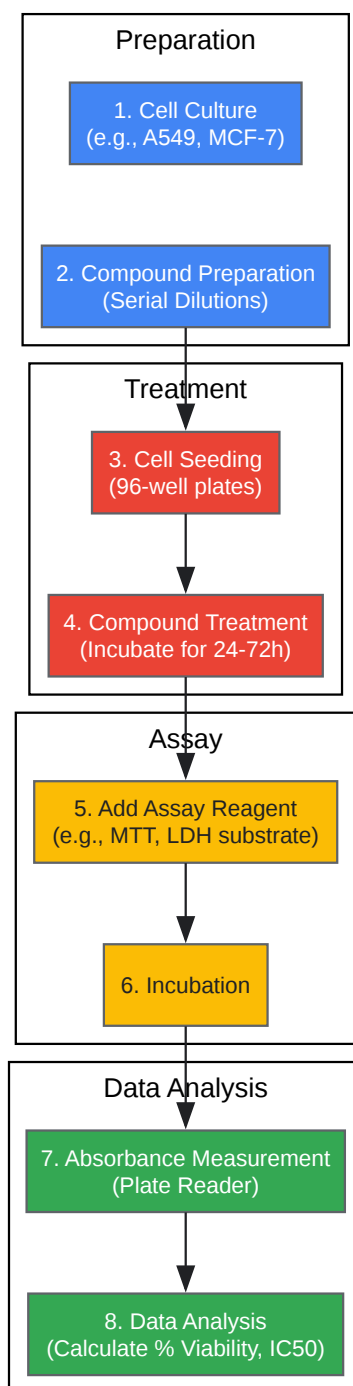 Preparation
1. Cell Culture
(e.g., A549, MCF-7)
2. Compound Preparation
(Serial Dilutions)
Treatment
3. Cell Seeding
(96-well plates)
4. Compound Treatment
(Incubate for 24-72h)
Assay
5. Add Assay Reagent
(e.g., MTT, LDH substrate)
6. Incubation
Data Analysis
7. Absorbance Measurement
(Plate Reader)
8. Data Analysis
(Calculate % Viability, IC50)